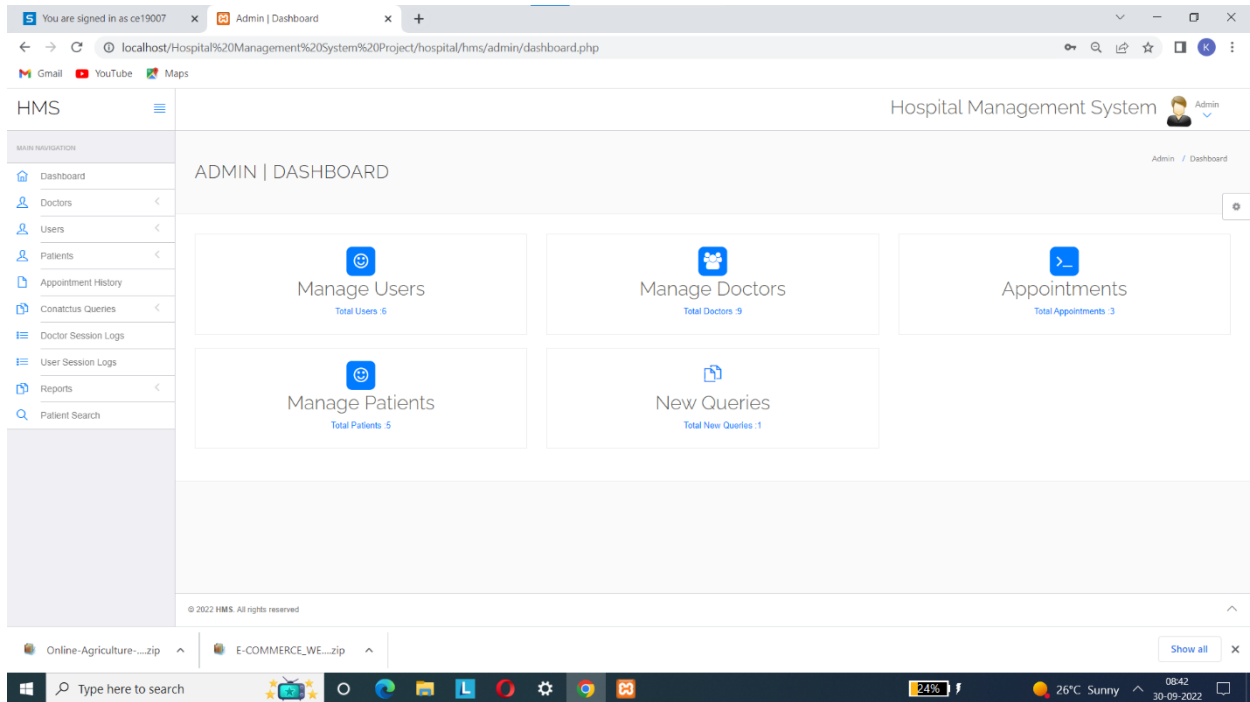 You are signed in as ce19007
Admin | Dashboard
localhost/Hospital%20Management%20System%20Project/hospital/hms/admin/dashboard.php
K
Gmail YouTube Maps
HMS
Hospital Management System
Admin
MAIN NAVIGATION
Dashboard
Doctors
Users
Patients
Appointment History
Conatctus Queries
Doctor Session Logs
User Session Logs
Reports
Patient Search
ADMIN | DASHBOARD
Admin / Dashboard
Manage Users
Total Users :6
Manage Doctors
Total Doctors :9
Appointments
Total Appointments :3
Manage Patients
Total Patients :5
New Queries
Total New Queries :1
© 2022 HMS. All rights reserved
Online-Agriculture-....zip
E-COMMERCE_WE....zip
Show all
Type here to search
L
24%
26°C Sunny
08:42
30-09-2022